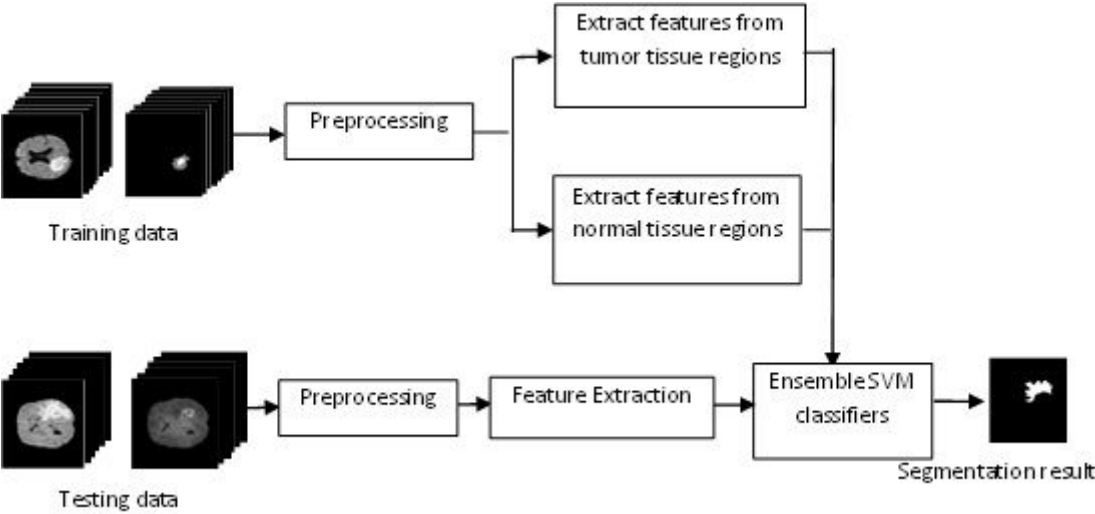 Extract features from
tumor tissue regions
Preprocessing
Extract features from
normal tissue regions
Training data
Preprocessing
Feature Extraction
Ensemble SVM
classifiers
Segmentation result
Testing data